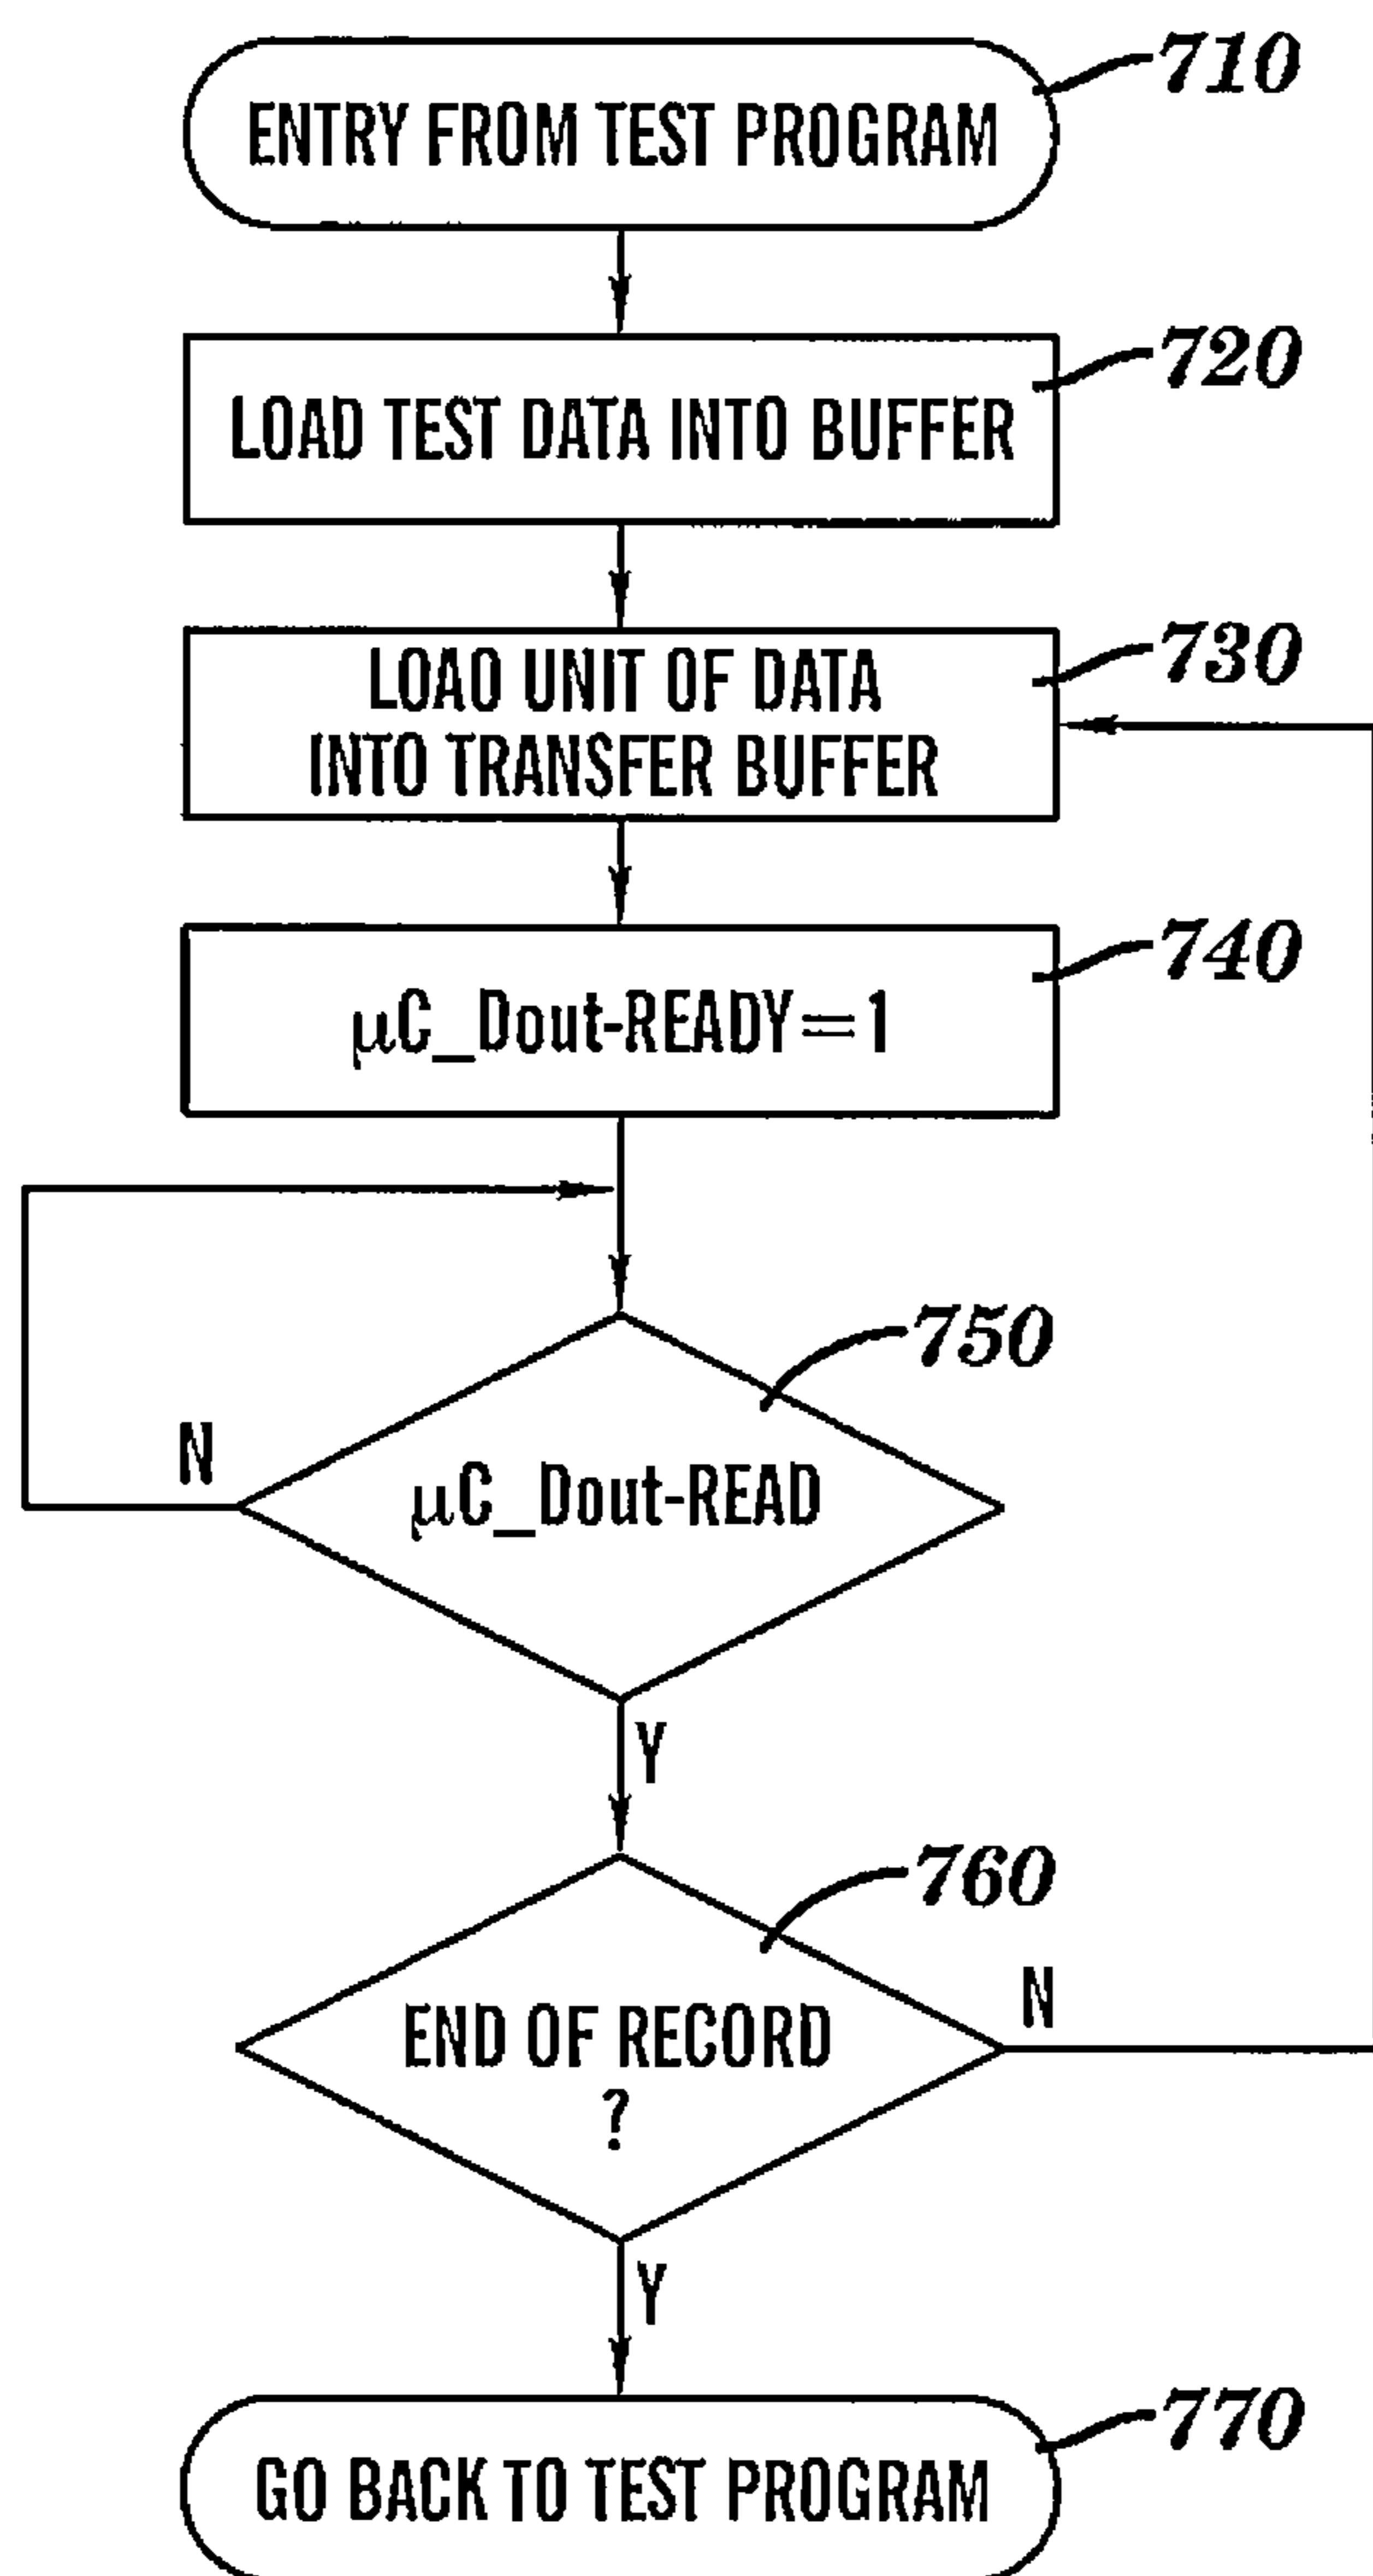 ENTRY FROM TEST PROGRAM
710
LOAD TEST DATA INTO BUFFER
720
LOAO UNIT OF DATA
INTO TRANSFER BUFFER
730
µC_Dout-READY=1
740
750
N
µC_Dout-READ
Y
760
N
END OF RECORD
?
Y
GO BACK TO TEST PROGRAM
770